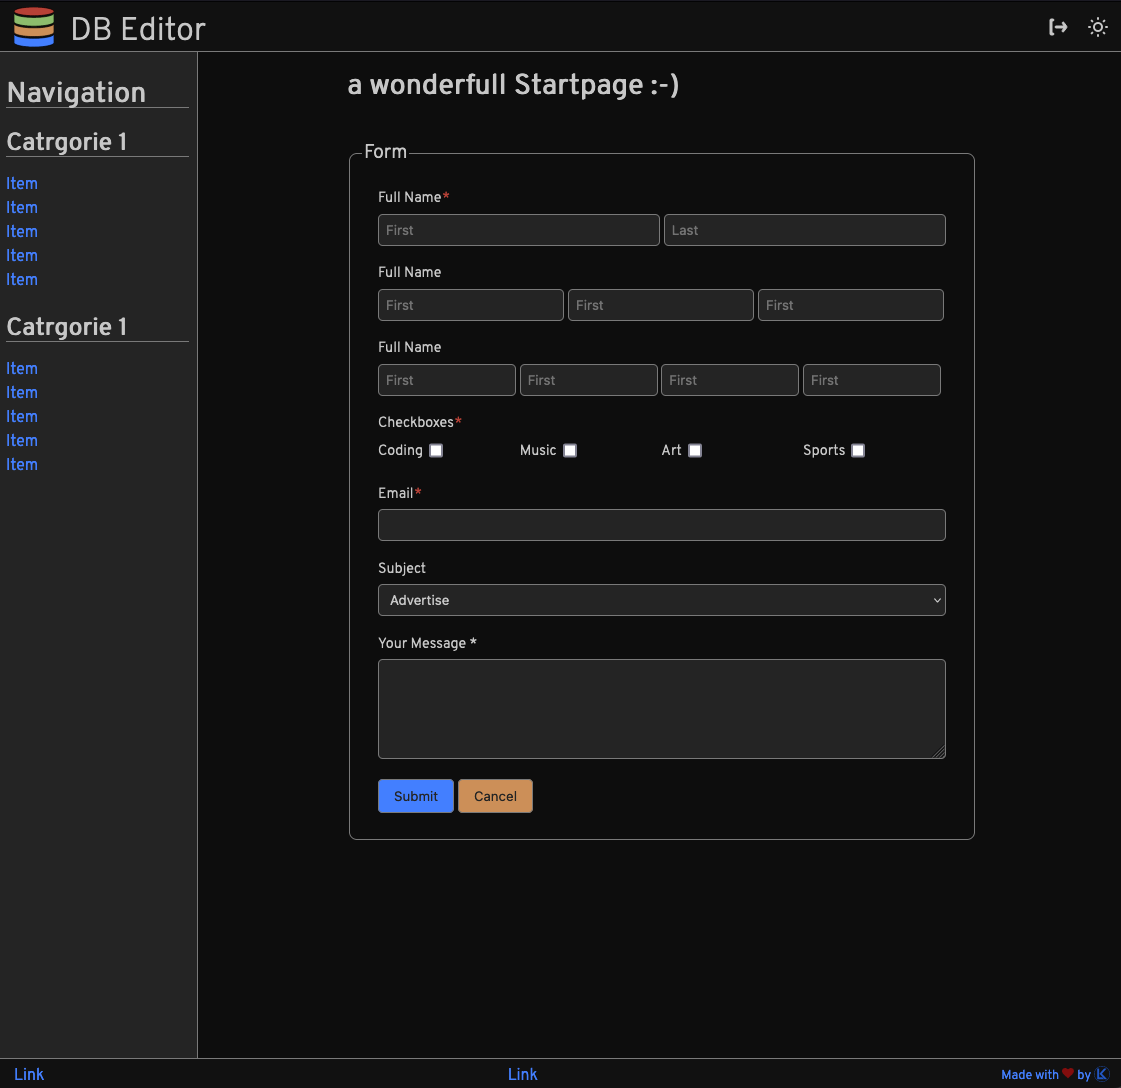 DB Editor
Navigation
Catrgorie 1
Item
Item
Item
Item
Item
Catrgorie 1
Item
Item
Item
Item
Item
a wonderfull Startpage :-)
Form
Full Name*
First Last
Full Name
First First First
Full Name
First First First First
Checkboxes*
Coding Music Art Sports
Email*
Subject
Advertise
Your Message *
Submit Cancel
Link Link Made with ❤ by K